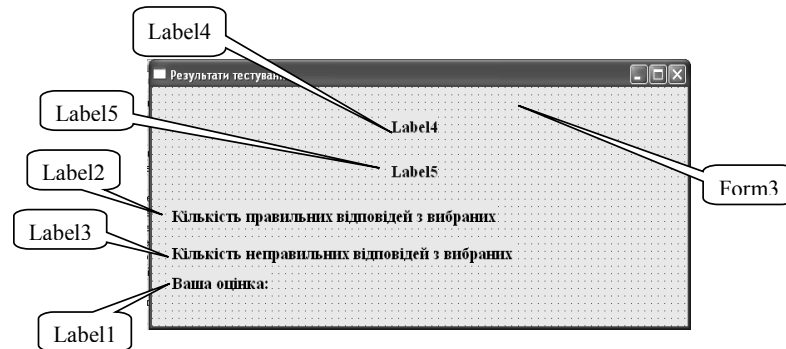 Label4
Результати тестуван...
Label5
Label4
Label5
Label2
Form3
Кількість правильних відповідей з вибраних
Label3
Кількість неправильних відповідей з вибраних
Ваша оцінка:
Label1